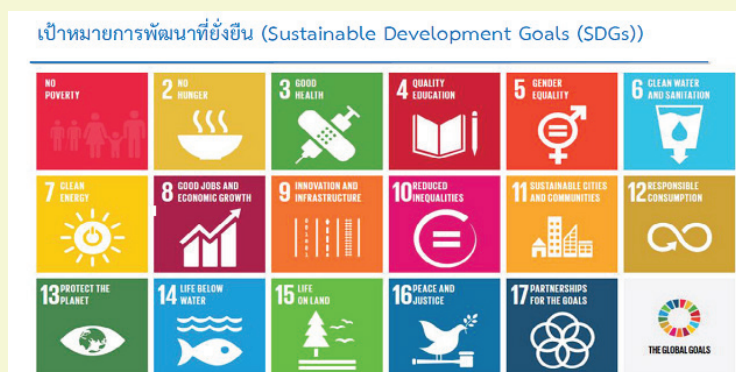 เป้าหมายการพัฒนาที่ยั่งยืน (Sustainable Development Goals (SDGs))
NO
POVERTY
2 NO
HUNGER
3 GOOD
HEALTH
4 QUALITY
EDUCATION
5 GENDER
EQUALITY
6 CLEAN WATER
AND SANITATION
7 CLEAN
ENERGY
8 GOOD JOBS AND
ECONOMIC GROWTH
9 INNOVATION AND
INFRASTRUCTURE
10 REDUCED
INEQUALITIES
11 SUSTAINABLE CITIES
AND COMMUNITIES
12 RESPONSIBLE
CONSUMPTION
13 PROTECT THE
PLANET
14 LIFE BELOW
WATER
15 LIFE
ON LAND
16 PEACE AND
JUSTICE
17 PARTNERSHIPS
FOR THE GOALS
THE GLOBAL GOALS